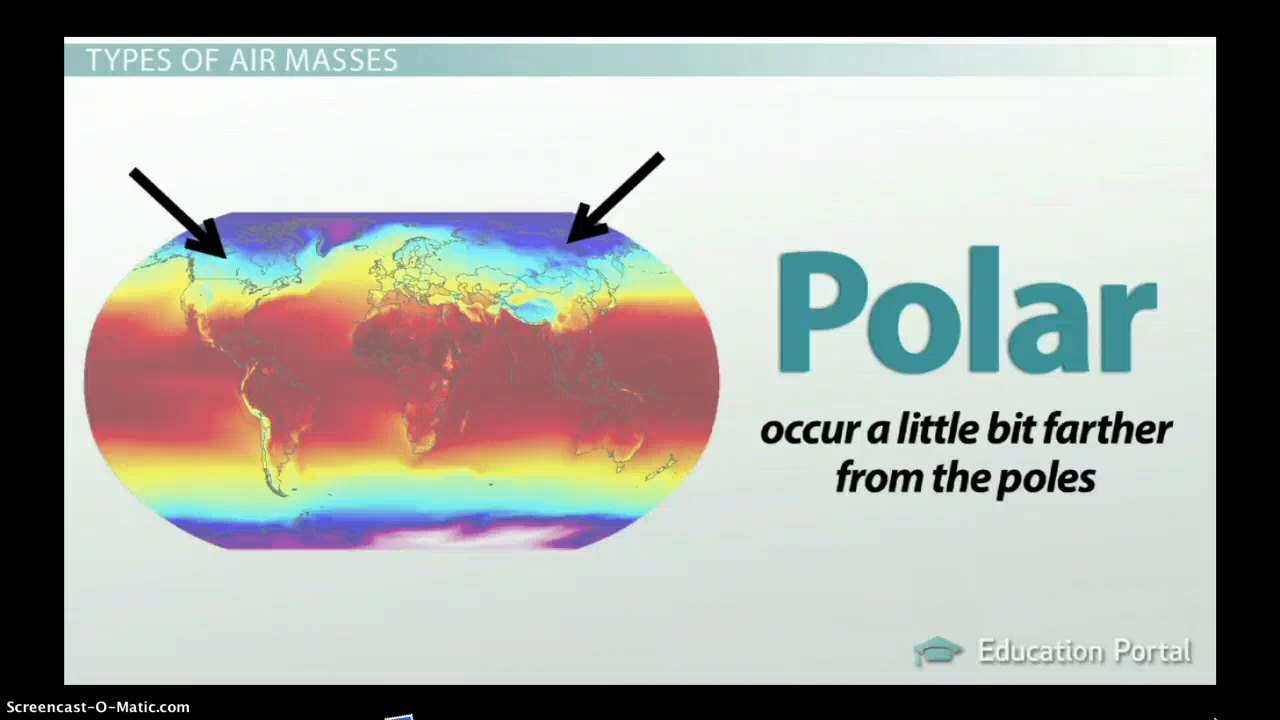 TYPES OF AIR MASSES
Polar
occur a little bit farther
from the poles
Education Portal
Screencast-O-Matic.com